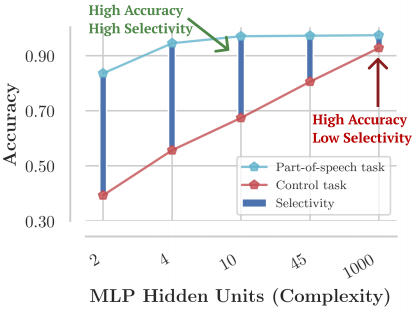 High Accuracy
High Selectivity
0.90
0.70
0.50
0.30
Accuracy
High Accuracy
Low Selectivity
Part-of-speech task
Control task
Selectivity
2
4
10
45
1000
MLP Hidden Units (Complexity)